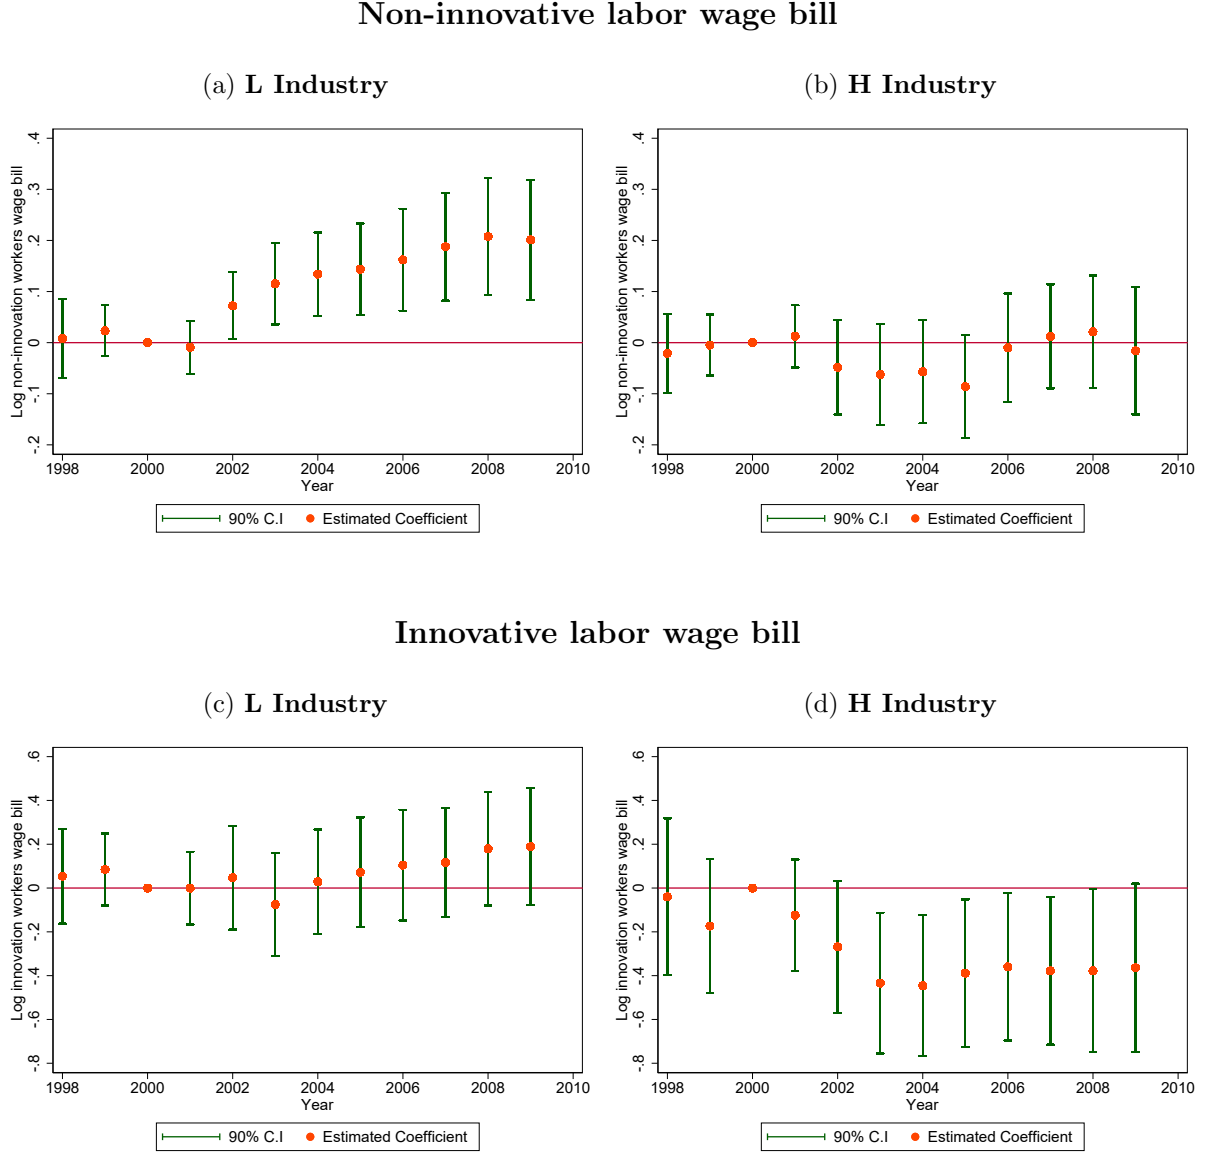 Non-innovative labor wage bill
(a) L Industry
(b) H Industry
Log non-innovation workers wage bill
.4
.3
.2
.1
0
-.1
-.2
1998 2000 2002 2004 2006 2008 2010
Year
90% C.I Estimated Coefficient
Log non-innovation workers wage bill
.4
.3
.2
.1
0
-.1
-.2
1998 2000 2002 2004 2006 2008 2010
Year
90% C.I Estimated Coefficient
Innovative labor wage bill
(c) L Industry
(d) H Industry
Log innovation workers wage bill
.6
.4
.2
0
-.2
-.4
-.6
-.8
1998 2000 2002 2004 2006 2008 2010
Year
90% C.I Estimated Coefficient
Log innovation workers wage bill
.6
.4
.2
0
-.2
-.4
-.6
-.8
1998 2000 2002 2004 2006 2008 2010
Year
90% C.I Estimated Coefficient